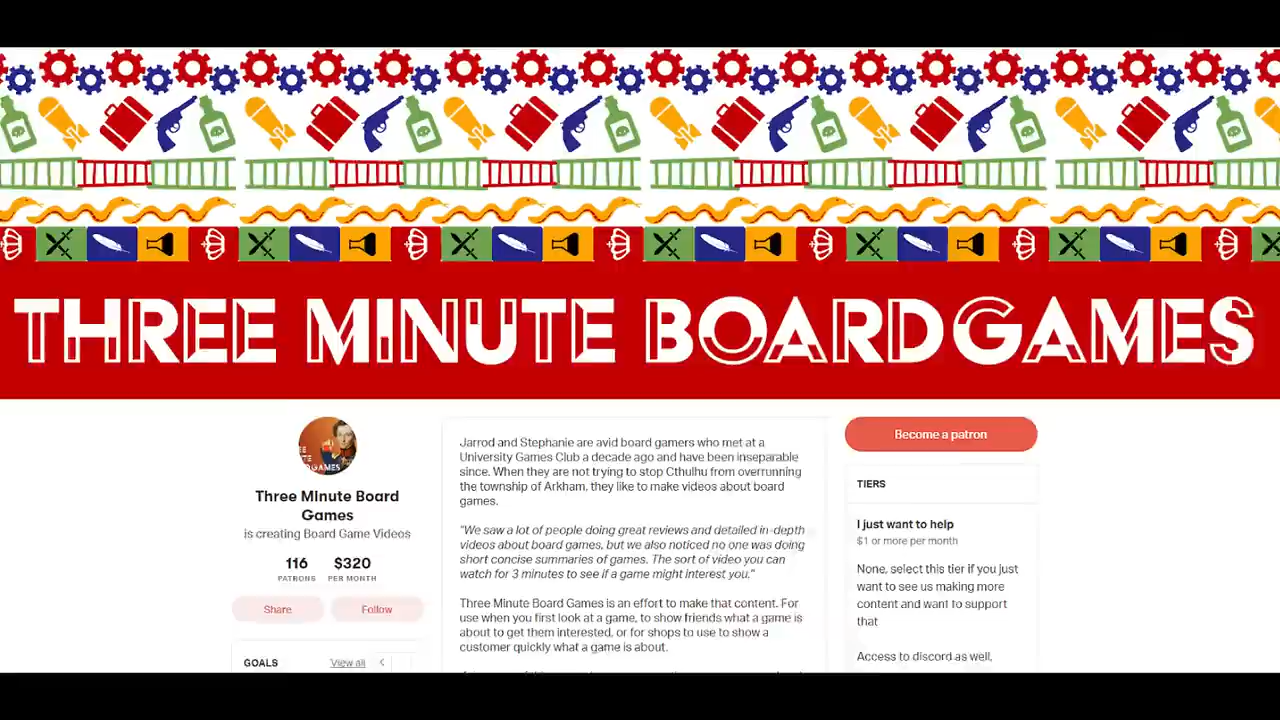 THREE MINUTE BOARDGAMES
Three Minute Board
Games
is creating Board Game Videos
116
PATRONS
$320
PER MONTH
Share
Follow
GOALS
View all
Jarrod and Stephanie are avid board gamers who met at a
University Games Club a decade ago and have been inseparable
since. When they are not trying to stop Cthulhu from overrunning
the township of Arkham, they like to make videos about board
games.
"We saw a lot of people doing great reviews and detailed in-depth
videos about board games, but we also noticed no one was doing
short concise summaries of games. The sort of video you can
watch for 3 minutes to see if a game might interest you."
Three Minute Board Games is an effort to make that content. For
use when you first look at a game, to show friends what a game is
about to get them interested, or for shops to use to show a
customer quickly what a game is about.
Become a patron
TIERS
I just want to help
$1 or more per month
None, select this tier if you just
want to see us making more
content and want to support
that
Access to discord as well,